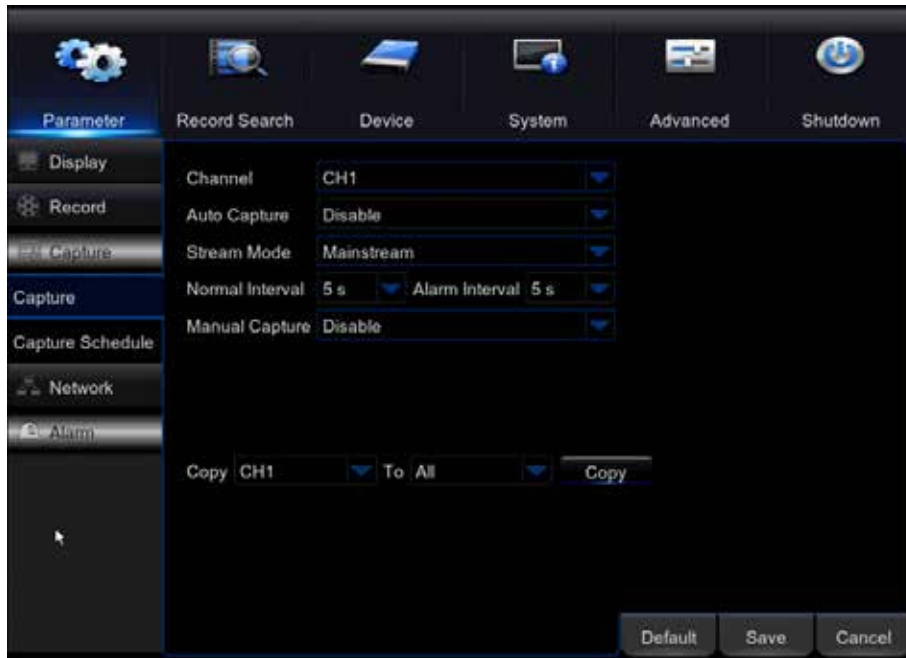 Parameter Record Search Device System Advanced Shutdown
Display
Record
Capture
Capture
Capture Schedule
Network
Alarm
Channel CH1
Auto Capture Disable
Stream Mode Mainstream
Normal Interval 5 s Alarm Interval 5 s
Manual Capture Disable
Copy CH1 To All Copy
Default Save Cancel